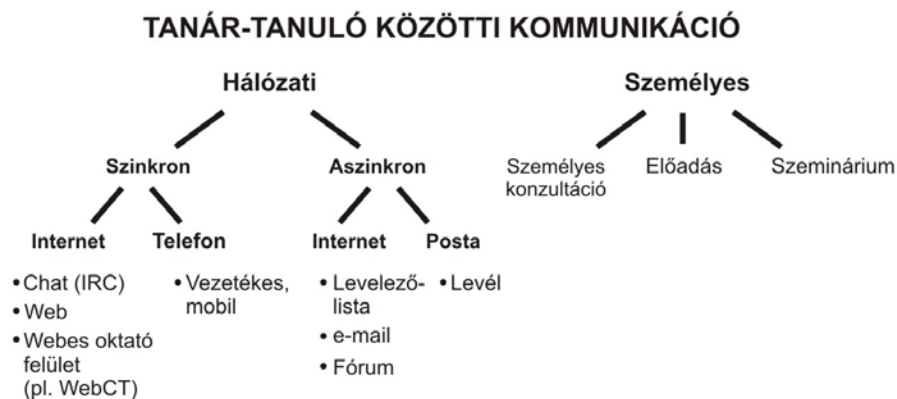 TANÁR-TANULÓ KÖZÖTTI KOMMUNIKÁCIÓ
Hálózati
Személyes
Szinkron
Aszinkron
Személyes
konzultáció
Előadás
Szeminárium
Internet
Telefon
Internet
Posta
• Chat (IRC)
• Web
• Webes oktató
felület
(pl. WebCT)
• Vezetékes,
mobil
• Levelező-
lista
• e-mail
• Fórum
• Levél